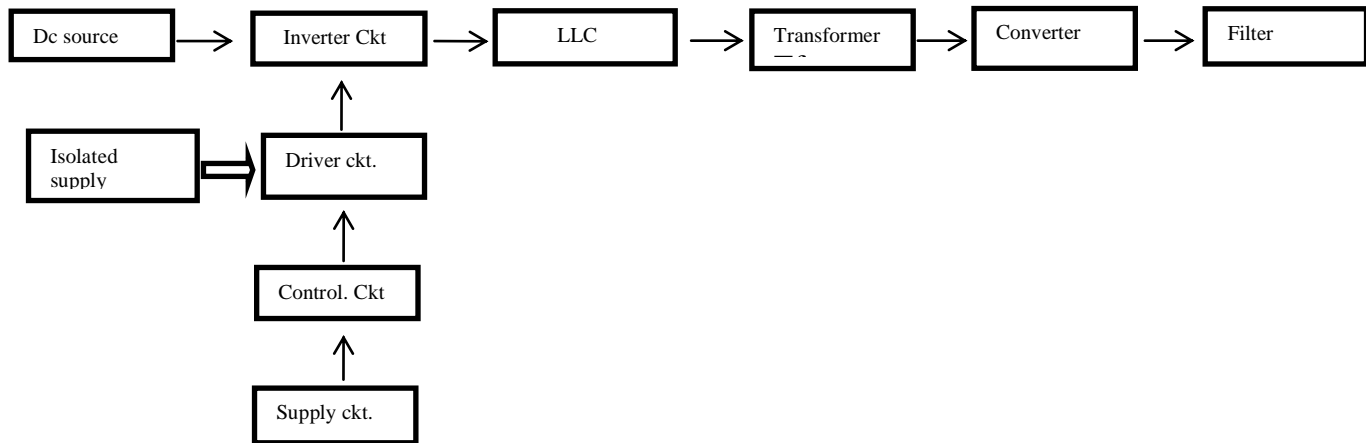 Dc source
Inverter Ckt
LLC
Transformer
Converter
Filter
Isolated
supply
Driver ckt.
Control. Ckt
Supply ckt.